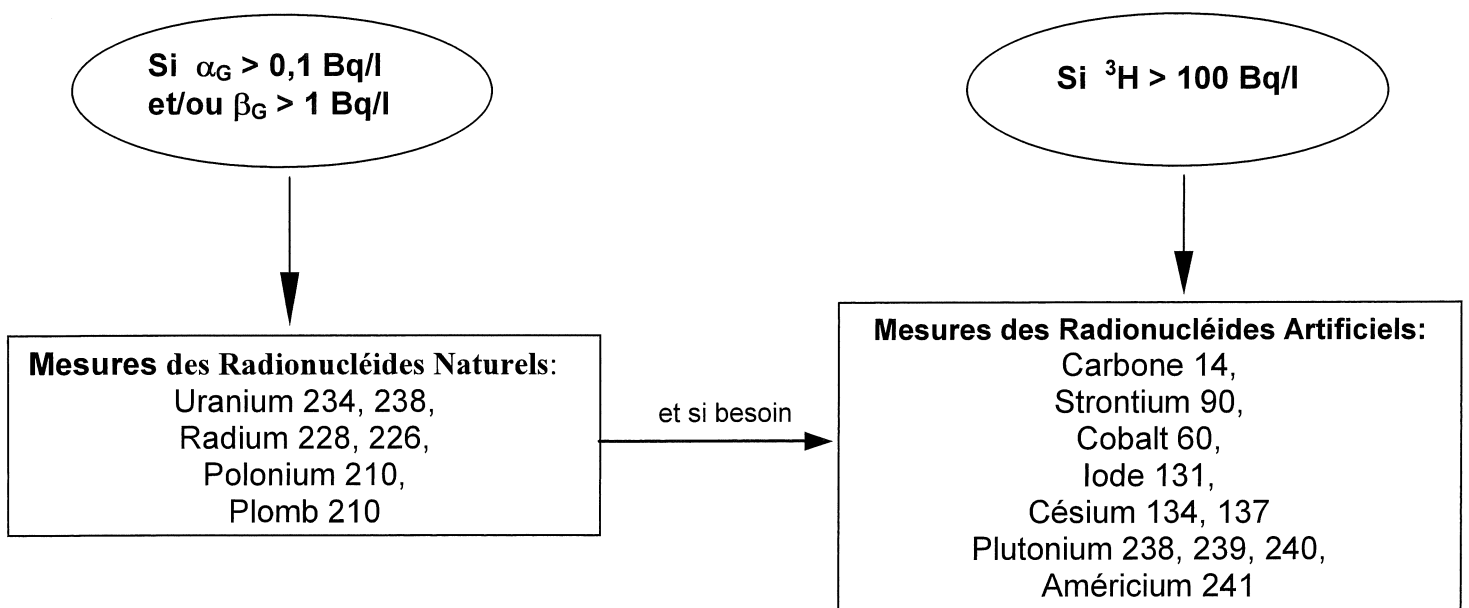 Si αG > 0,1 Bq/l
et/ou βG > 1 Bq/l
Si ³H > 100 Bq/l
Mesures des Radionucléides Naturels:
Uranium 234, 238,
Radium 228, 226,
Polonium 210,
Plomb 210
et si besoin
Mesures des Radionucléides Artificiels:
Carbone 14,
Strontium 90,
Cobalt 60,
Iode 131,
Césium 134, 137
Plutonium 238, 239, 240,
Américium 241